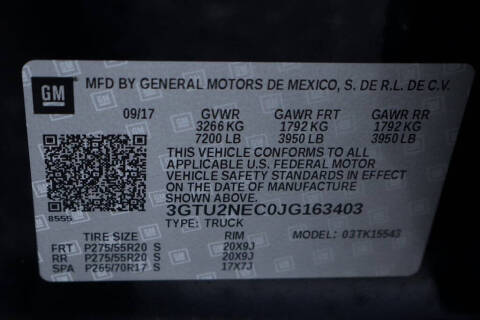 GM MFD BY GENERAL MOTORS DE MEXICO, S. DE R.L. DE C.V.
09/17 GVWR GAWR FRT GAWR RR
3266 KG 1792 KG 1792 KG
7200 LB 3950 LB 3950 LB
THIS VEHICLE CONFORMS TO ALL
APPLICABLE U.S. FEDERAL MOTOR
VEHICLE SAFETY STANDARDS IN EFFECT
ON THE DATE OF MANUFACTURE
SHOWN ABOVE.
8555 3GTU2NEC0JG163403
TYPE: TRUCK MODEL: 03TK15543
TIRE SIZE RIM
FRT P275/55R20 S 20X9J
RR P275/55R20 S 20X9J
SPA P265/70R17 S 17X7J